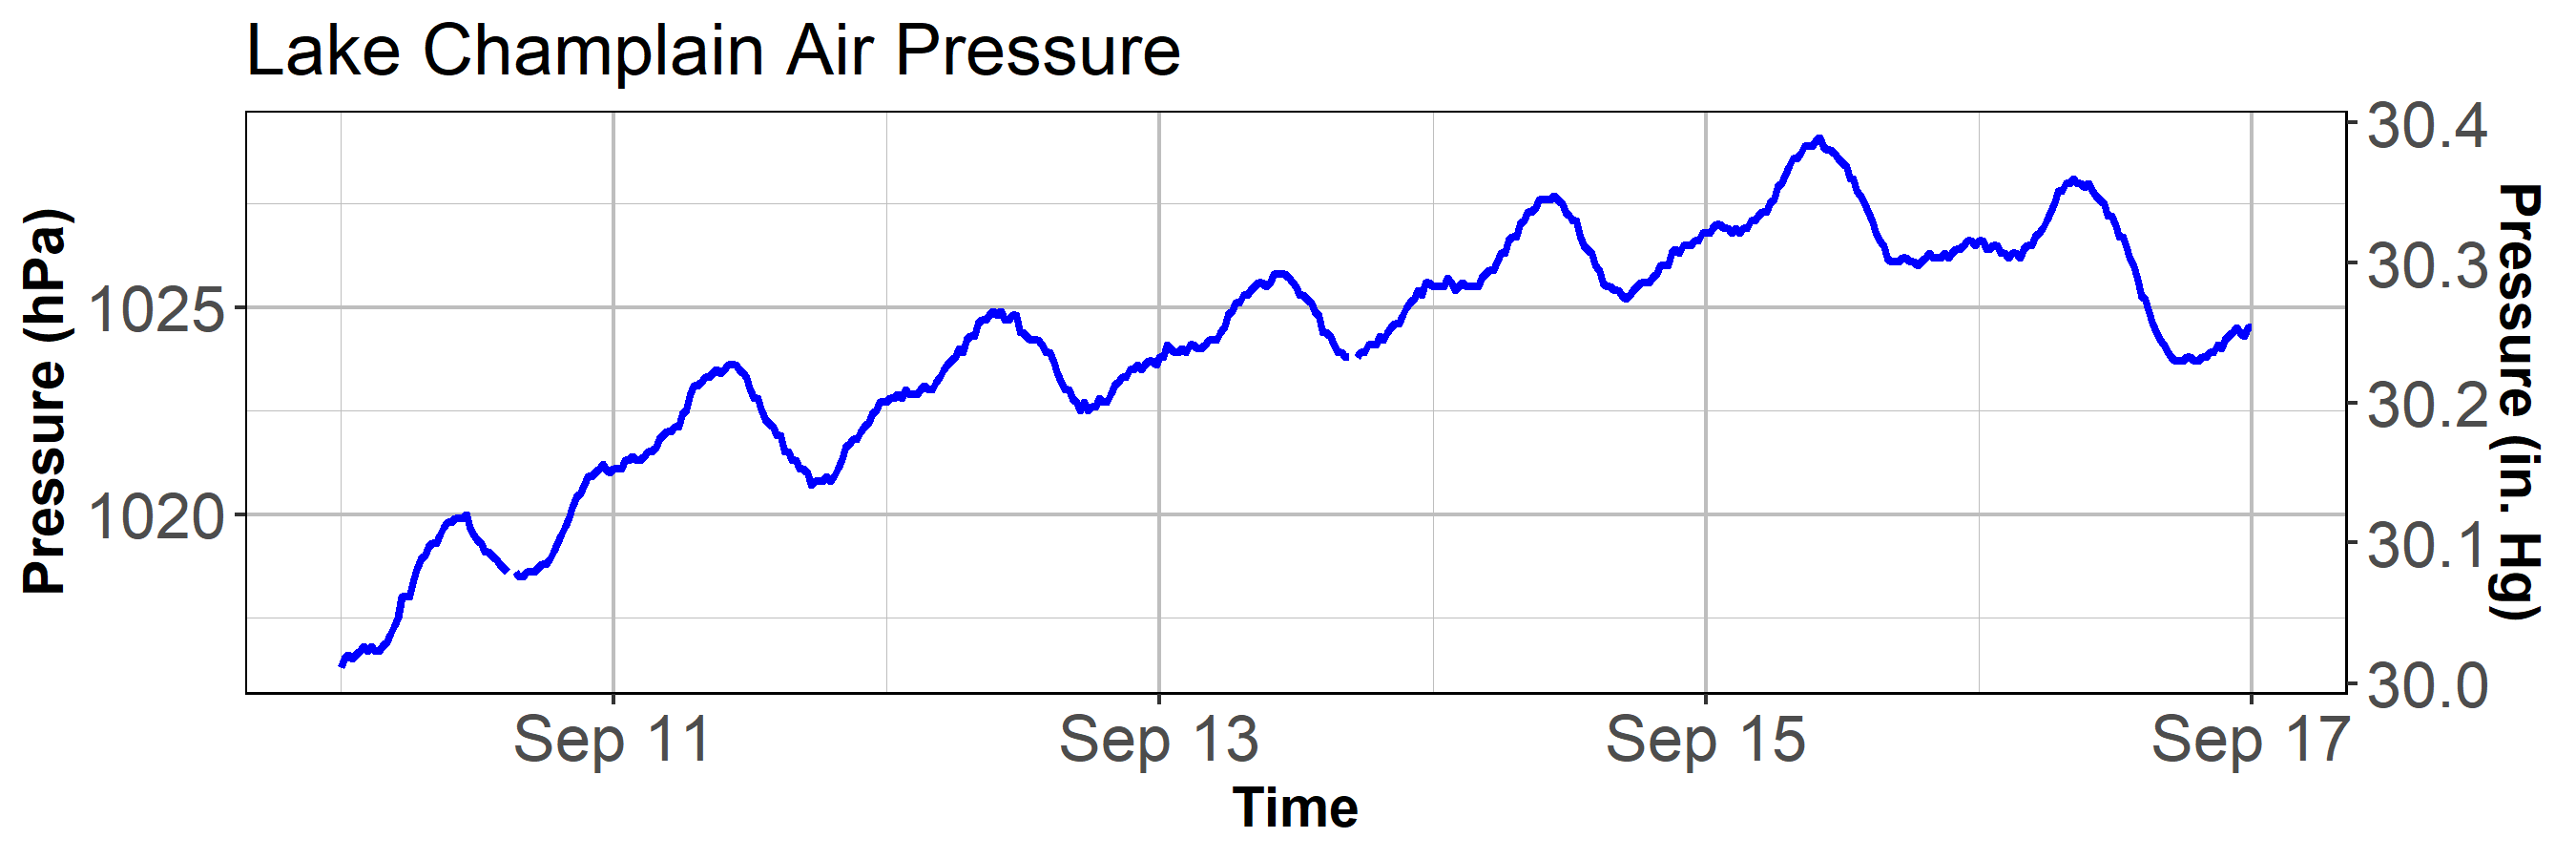 Lake Champlain Air Pressure
Pressure (hPa)
1025
1020
30.4
30.3
30.2
30.1
30.0
Pressure (in. Hg)
Sep 11 Sep 13 Sep 15 Sep 17
Time